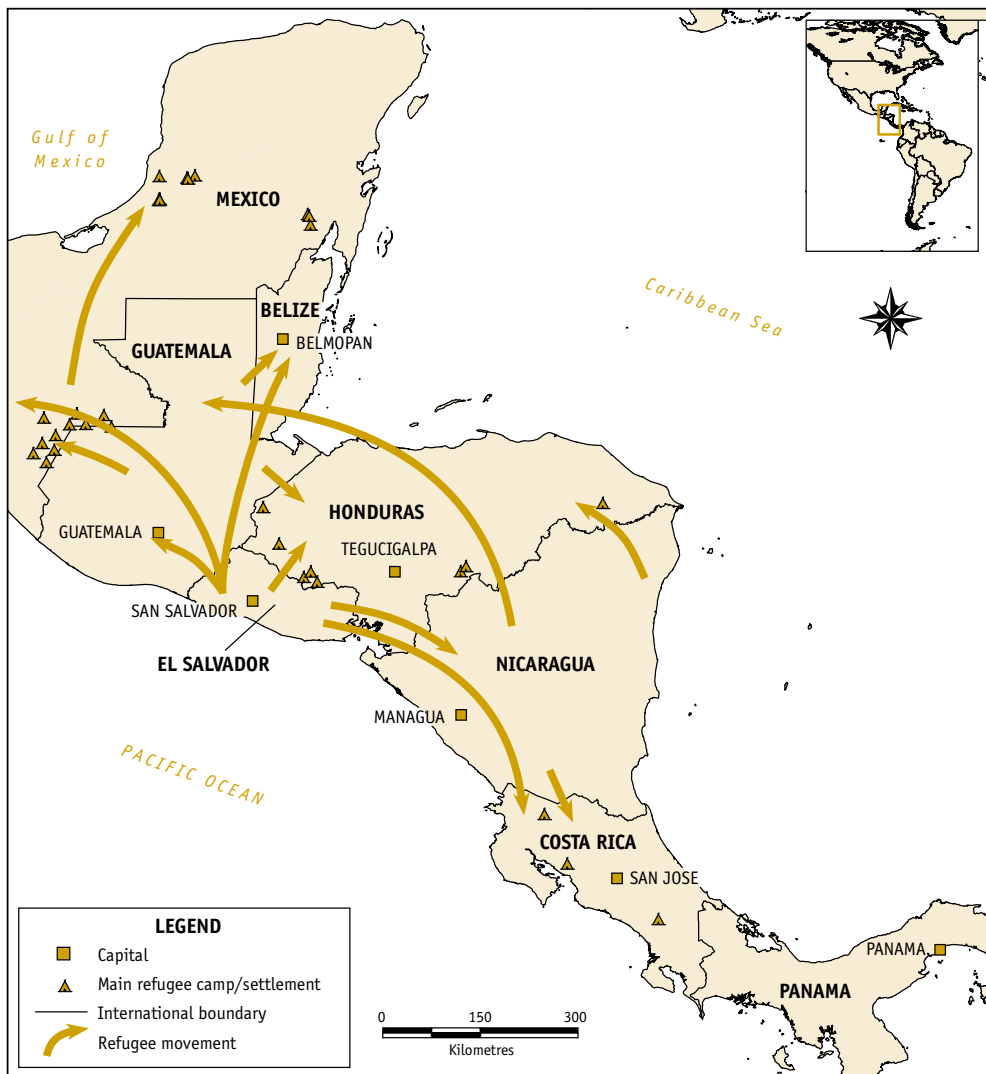 Gulf of
Mexico
MEXICO
Caribbean Sea
BELIZE
BELMOPAN
GUATEMALA
HONDURAS
GUATEMALA
TEGUCIGALPA
SAN SALVADOR
EL SALVADOR
NICARAGUA
MANAGUA
PACIFIC OCEAN
COSTA RICA
SAN JOSE
PANAMA
PANAMA
LEGEND
Capital
Main refugee camp/settlement
International boundary
Refugee movement
0 150 300
Kilometres